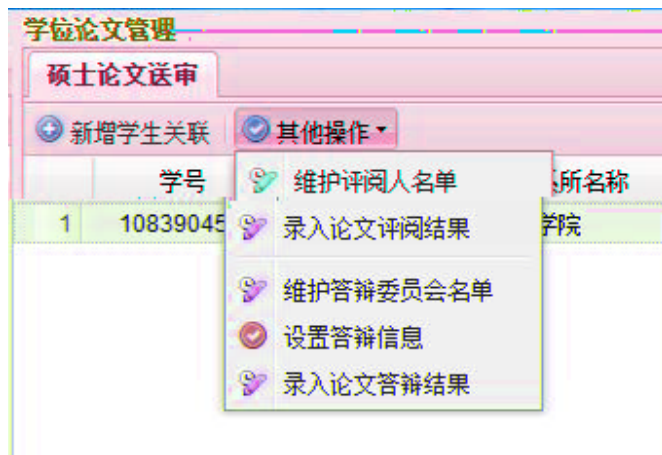 学位论文管理
硕士论文送审
新增学生关联 其他操作
学号 所名称
1 10839045 学院
维护评阅人名单
录入论文评阅结果
维护答辩委员会名单
设置答辩信息
录入论文答辩结果